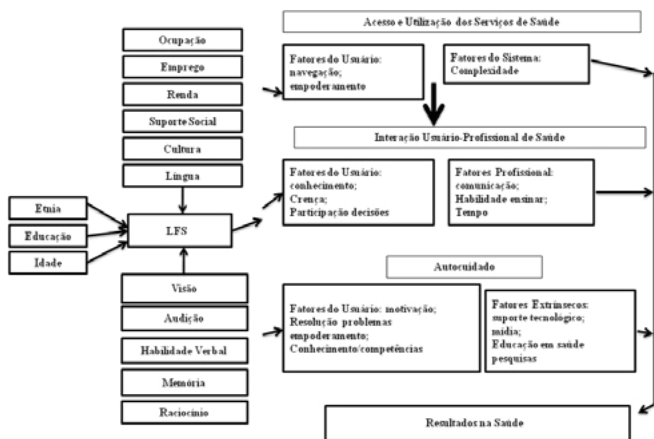 Acesso e Utilização dos Serviços de Saúde
Ocupação
Emprego
Renda
Suporte Social
Cultura
Língua
Fatores do Usuário:
navegação;
empoderamento
Fatores do Sistema:
Complexidade
Interação Usuário-Profissional de Saúde
Fatores do Usuário:
conhecimento;
Crença;
Participação decisões
Fatores Profissional:
comunicação;
Habilidade ensinar;
Tempo
Etnia
Educação
Idade
LFS
Autocuidado
Visão
Audição
Habilidade Verbal
Memória
Raciocínio
Fatores do Usuário: motivação;
Resolução problemas
empoderamento;
Conhecimento/competências
Fatores Extrínsecos:
suporte tecnológico;
mídia;
Educação em saúde
pesquisas
Resultados na Saúde